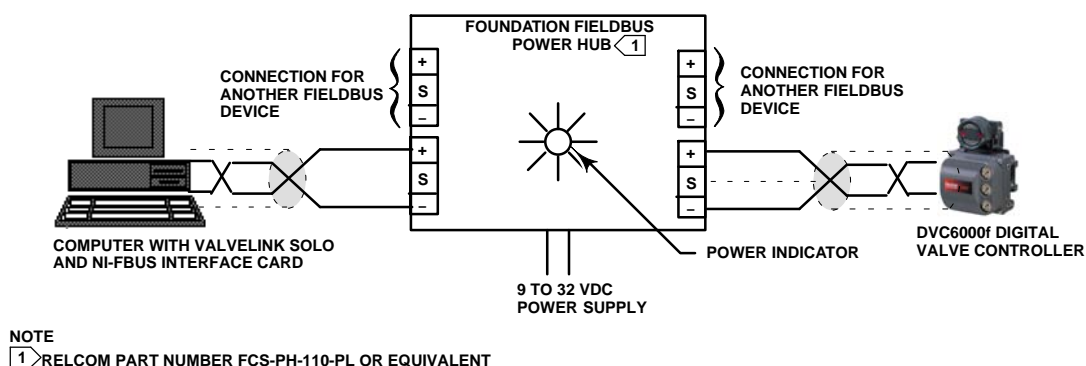 FOUNDATION FIELDBUS
POWER HUB 1
+
S
–
+
S
–
CONNECTION FOR
ANOTHER FIELDBUS
DEVICE
CONNECTION FOR
ANOTHER FIELDBUS
DEVICE
+
S
–
+
S
–
COMPUTER WITH VALVELINK SOLO
AND NI-FBUS INTERFACE CARD
POWER INDICATOR
DVC6000f DIGITAL
VALVE CONTROLLER
9 TO 32 VDC
POWER SUPPLY
NOTE
1 RELCOM PART NUMBER FCS-PH-110-PL OR EQUIVALENT